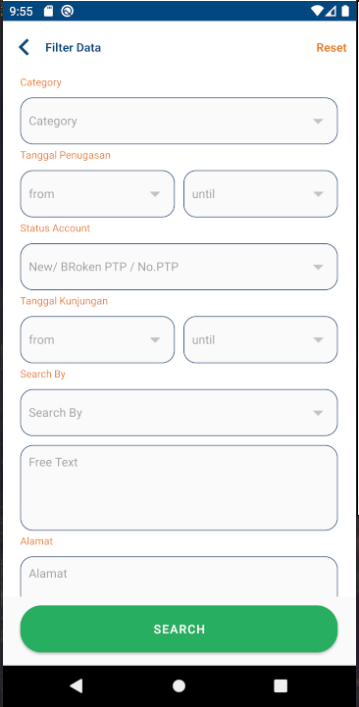 9:55
Filter Data
Reset
Category
Category
Tanggal Penugasan
from
until
Status Account
New/ BRoken PTP / No.PTP
Tanggal Kunjungan
from
until
Search By
Search By
Free Text
Alamat
Alamat
SEARCH